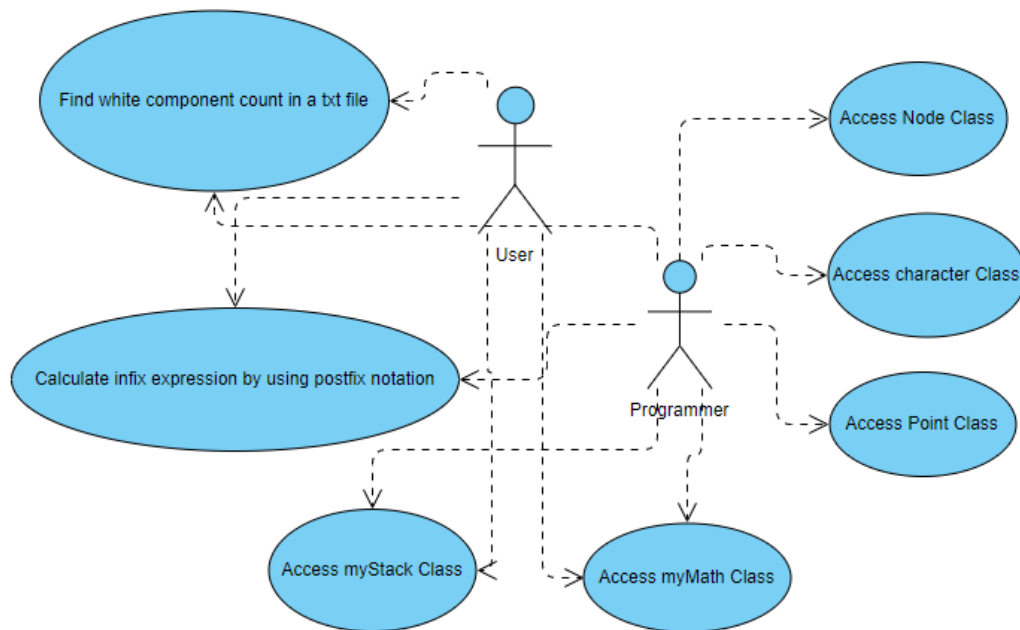 Find white component count in a txt file
Access Node Class
User
Access character Class
Calculate infix expression by using postfix notation
Programmer
Access Point Class
Access myStack Class
Access myMath Class